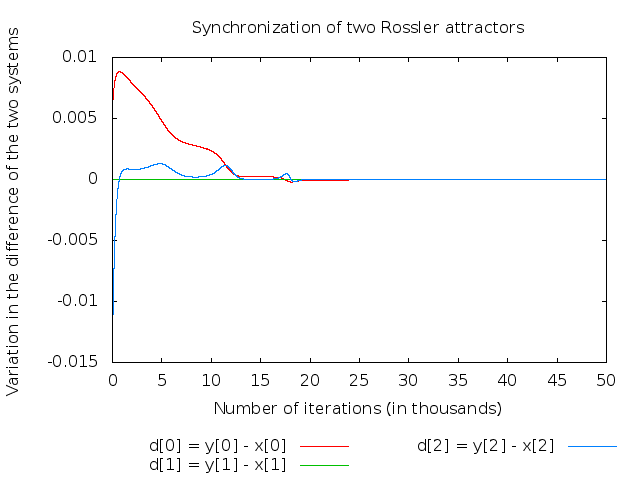 Synchronization of two Rossler attractors
Variation in the difference of the two systems
0.01
0.005
0
-0.005
-0.01
-0.015
0 5 10 15 20 25 30 35 40 45 50
Number of iterations (in thousands)
d[0] = y[0] - x[0] d[2] = y[2] - x[2]
d[1] = y[1] - x[1]